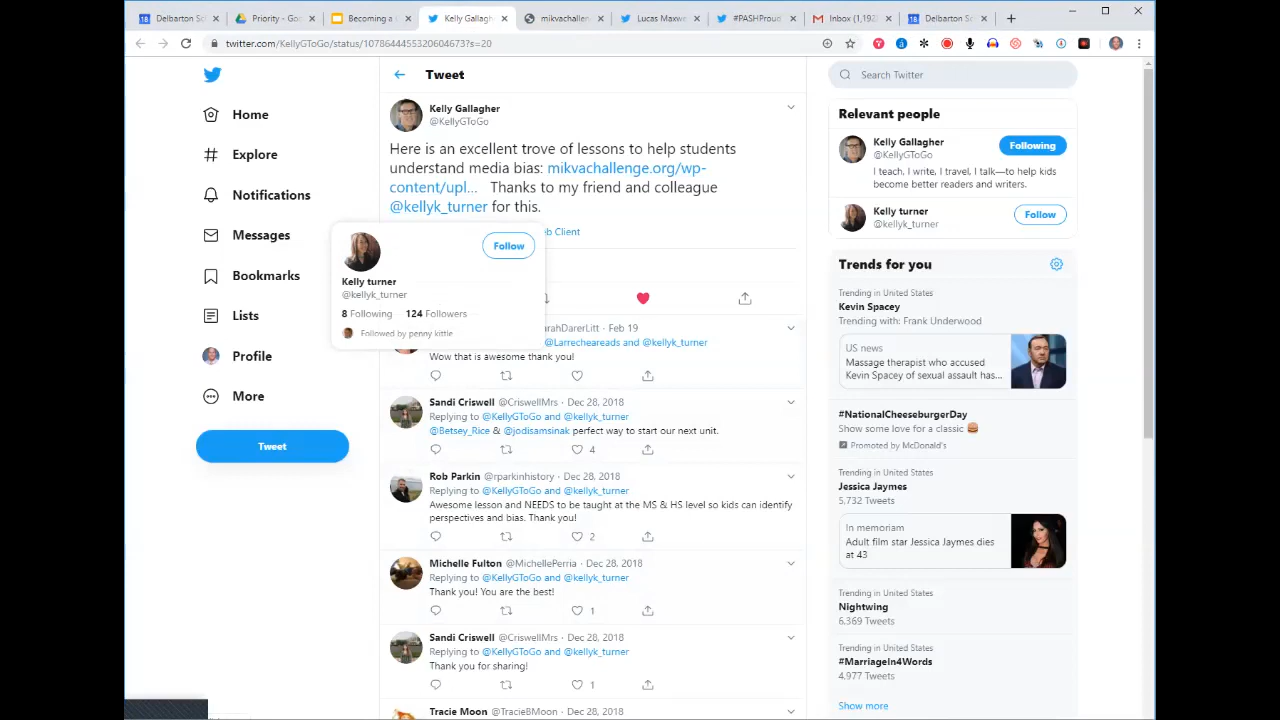 Delbarton Sc
Priority – Goo
Becoming a
Kelly Gallagh
mikvachallen
Lucas Maxwe
#PASHProud
Inbox (1,192
Delbarton Sc
twitter.com/KellyGToGo/status/1078644455320604673?s=20
Home
Explore
Notifications
Messages
Bookmarks
Lists
Profile
More
Tweet
Tweet
Kelly Gallagher
@KellyGToGo
Here is an excellent trove of lessons to help students
understand media bias: mikvachallenge.org/wp-
content/upl... Thanks to my friend and colleague
@kellyk_turner for this.
eb Client
Follow
Kelly turner
@kellyk_turner
8 Following 124 Followers
Followed by penny kittle
arahDarerLitt · Feb 19
@Larrecheareads and @kellyk_turner
Wow that is awesome thank you!
Sandi Criswell @CriswellMrs · Dec 28, 2018
Replying to @KellyGToGo and @kellyk_turner
@Betsey_Rice & @jodisamsinak perfect way to start our next unit.
4
Rob Parkin @rparkinhistory · Dec 28, 2018
Replying to @KellyGToGo and @kellyk_turner
Awesome lesson and NEEDS to be taught at the MS & HS level so kids can identify
perspectives and bias. Thank you!
2
Michelle Fulton @MichellePerria · Dec 28, 2018
Replying to @KellyGToGo and @kellyk_turner
Thank you! You are the best!
1
Sandi Criswell @CriswellMrs · Dec 28, 2018
Replying to @KellyGToGo and @kellyk_turner
Thank you for sharing!
1
Tracie Moon @TracieBMoon · Dec 28, 2018
Search Twitter
Relevant people
Kelly Gallagher
@KellyGToGo
Following
I teach, I write, I travel, I talk—to help kids
become better readers and writers.
Kelly turner
@kellyk_turner
Follow
Trends for you
Trending in United States
Kevin Spacey
Trending with: Frank Underwood
US news
Massage therapist who accused
Kevin Spacey of sexual assault has...
#NationalCheeseburgerDay
Show some love for a classic 🍔
Promoted by McDonald's
Trending in United States
Jessica Jaymes
5,732 Tweets
In memoriam
Adult film star Jessica Jaymes dies
at 43
Trending in United States
Nightwing
6,369 Tweets
Trending in United States
#MarriageIn4Words
4,977 Tweets
Show more